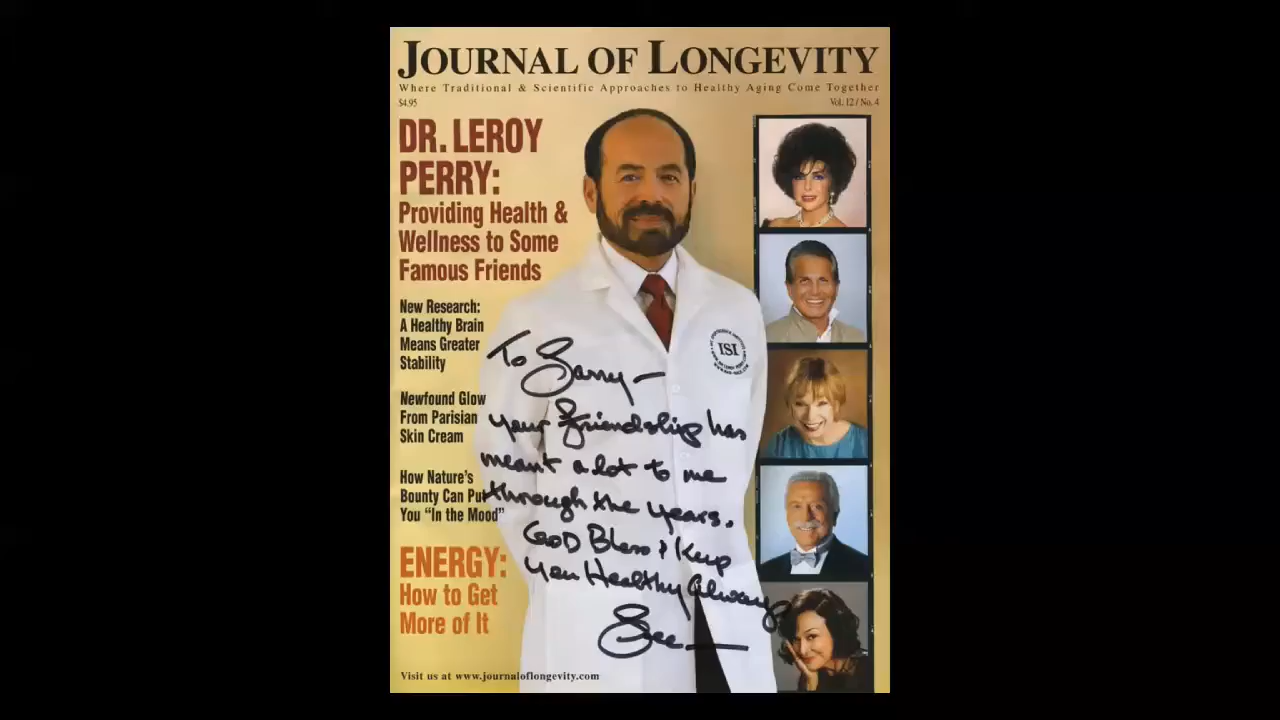 JOURNAL OF LONGEVITY
Where Traditional & Scientific Approaches to Healthy Aging Come Together
$4.95
Vol. 12 / No. 4
DR. LEROY
PERRY:
Providing Health &
Wellness to Some
Famous Friends
New Research:
A Healthy Brain
Means Greater
Stability
Newfound Glow
From Parisian
Skin Cream
How Nature's
Bounty Can Put
You "In the Mood"
ENERGY:
How to Get
More of It
Visit us at www.journaloflongevity.com
ISI
To
your friendship has
meant a lot to me
through the years.
GOD Bless & Keep
you Healthy Always